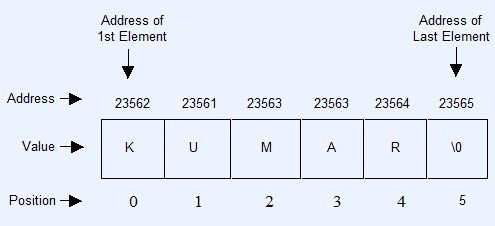 Address of
1st Element
Address of
Last Element
Address 23562 23561 23563 23563 23564 23565
Value K U M A R \0
Position 0 1 2 3 4 5